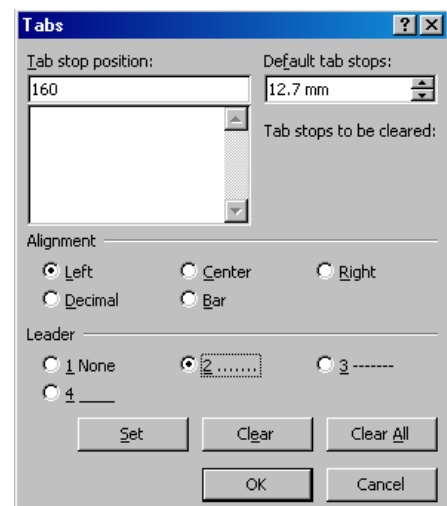 Tabs
Tab stop position: Default tab stops:
160 12.7 mm
Tab stops to be cleared:
Alignment
Left Center Right
Decimal Bar
Leader
1 None 2 ....... 3 -------
4 ____
Set Clear Clear All
OK Cancel